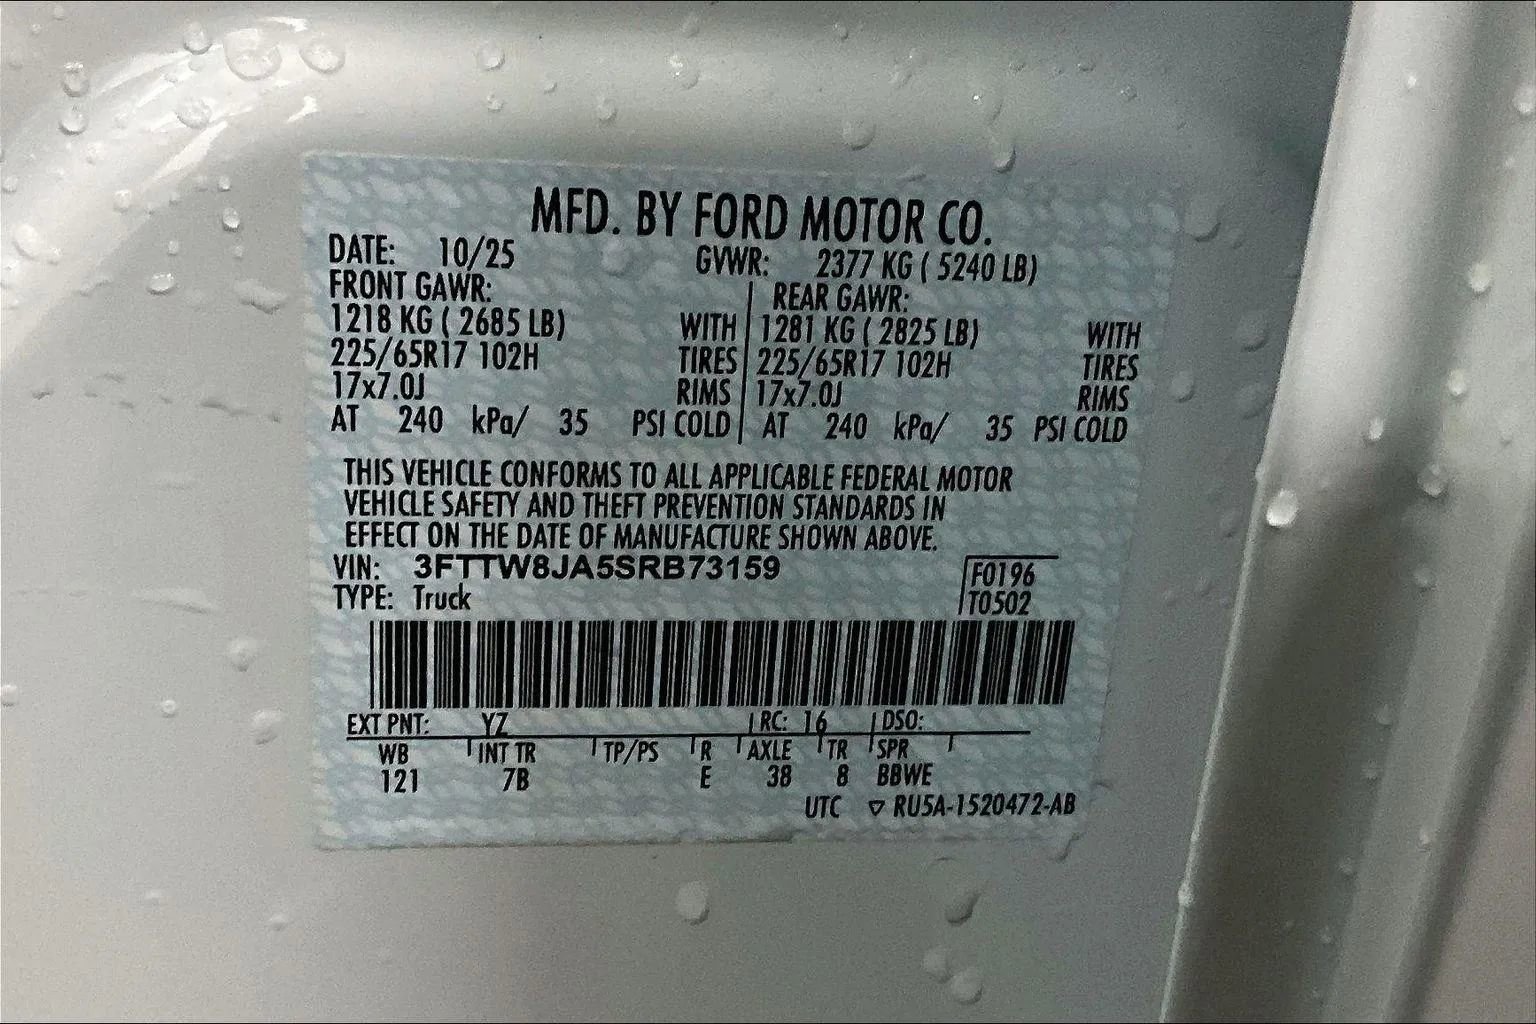 MFD. BY FORD MOTOR CO.
DATE: 10/25 GVWR: 2377 KG ( 5240 LB)
FRONT GAWR: REAR GAWR:
1218 KG ( 2685 LB) WITH 1281 KG ( 2825 LB) WITH
225/65R17 102H TIRES 225/65R17 102H TIRES
17x7.0J RIMS 17x7.0J RIMS
AT 240 kPa/ 35 PSI COLD AT 240 kPa/ 35 PSI COLD
THIS VEHICLE CONFORMS TO ALL APPLICABLE FEDERAL MOTOR
VEHICLE SAFETY AND THEFT PREVENTION STANDARDS IN
EFFECT ON THE DATE OF MANUFACTURE SHOWN ABOVE.
VIN: 3FTTW8JA5SRB73159 F0196
TYPE: Truck T0502
EXT PNT: YZ RC: 16 DSO:
WB INT TR TP/PS R AXLE TR SPR
121 7B E 38 8 BBWE
UTC ▽ RU5A-1520472-AB